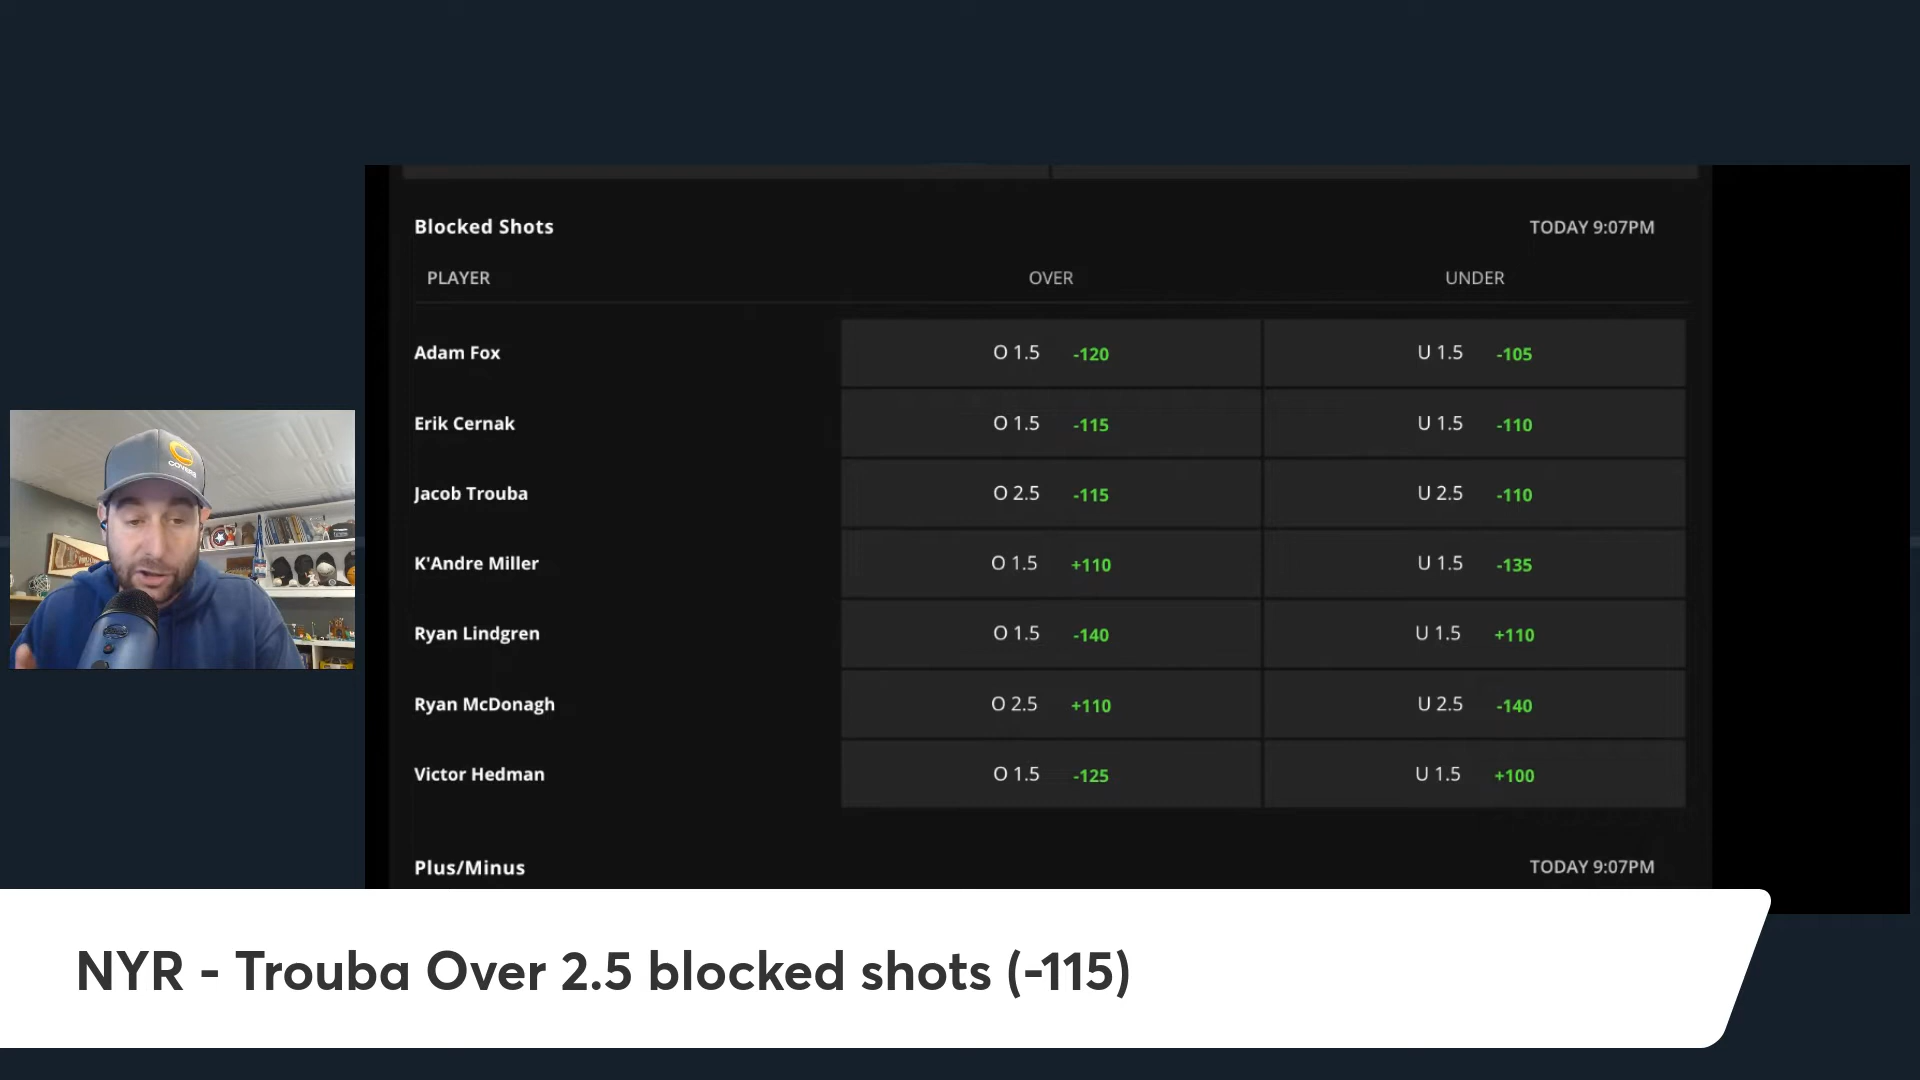 Blocked Shots TODAY 9:07PM
PLAYER OVER UNDER
Adam Fox O 1.5 -120 U 1.5 -105
Erik Cernak O 1.5 -115 U 1.5 -110
Jacob Trouba O 2.5 -115 U 2.5 -110
K'Andre Miller O 1.5 +110 U 1.5 -135
Ryan Lindgren O 1.5 -140 U 1.5 +110
Ryan McDonagh O 2.5 +110 U 2.5 -140
Victor Hedman O 1.5 -125 U 1.5 +100
Plus/Minus TODAY 9:07PM
COVERS
NYR - Trouba Over 2.5 blocked shots (-115)